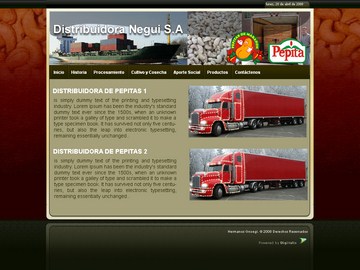 lunes, 20 de abril de 2009
Distribuidora Negui S.A
Pepita
Inicio Historia Procesamiento Cultivo y Cosecha Aporte Social Productos Contáctenos
DISTRIBUIDORA DE PEPITAS 1
is simply dummy text of the printing and typesetting
industry. Lorem Ipsum has been the industry's standard
dummy text ever since the 1500s, when an unknown
printer took a galley of type and scrambled it to make a
type specimen book. It has survived not only five centu-
ries, but also the leap into electronic typesetting,
remaining essentially unchanged.
DISTRIBUIDORA DE PEPITAS 2
is simply dummy text of the printing and typesetting
industry. Lorem Ipsum has been the industry's standard
dummy text ever since the 1500s, when an unknown
printer took a galley of type and scrambled it to make a
type specimen book. It has survived not only five centu-
ries, but also the leap into electronic typesetting,
remaining essentially unchanged.
© 2009 Derechos Reservados
Powered by